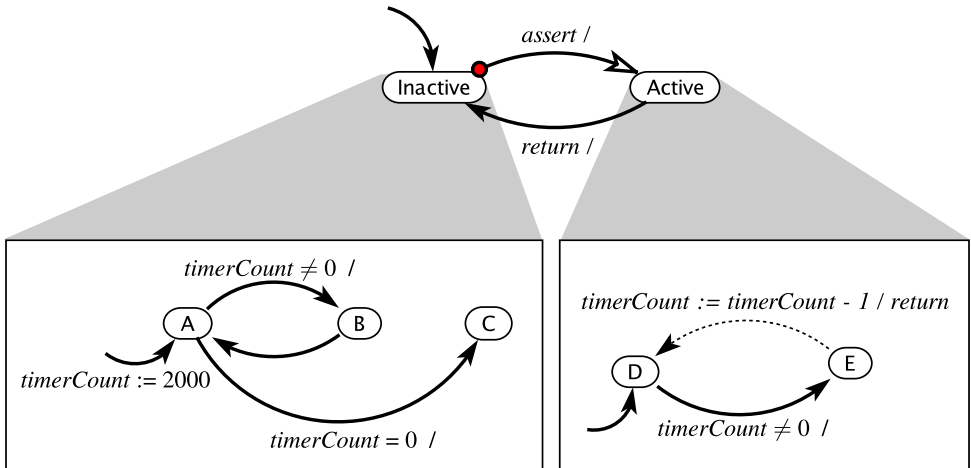 assert /
Inactive
Active
return /
timerCount ≠ 0 /
A
B
C
timerCount := 2000
timerCount = 0 /
timerCount := timerCount - 1 / return
D
E
timerCount ≠ 0 /